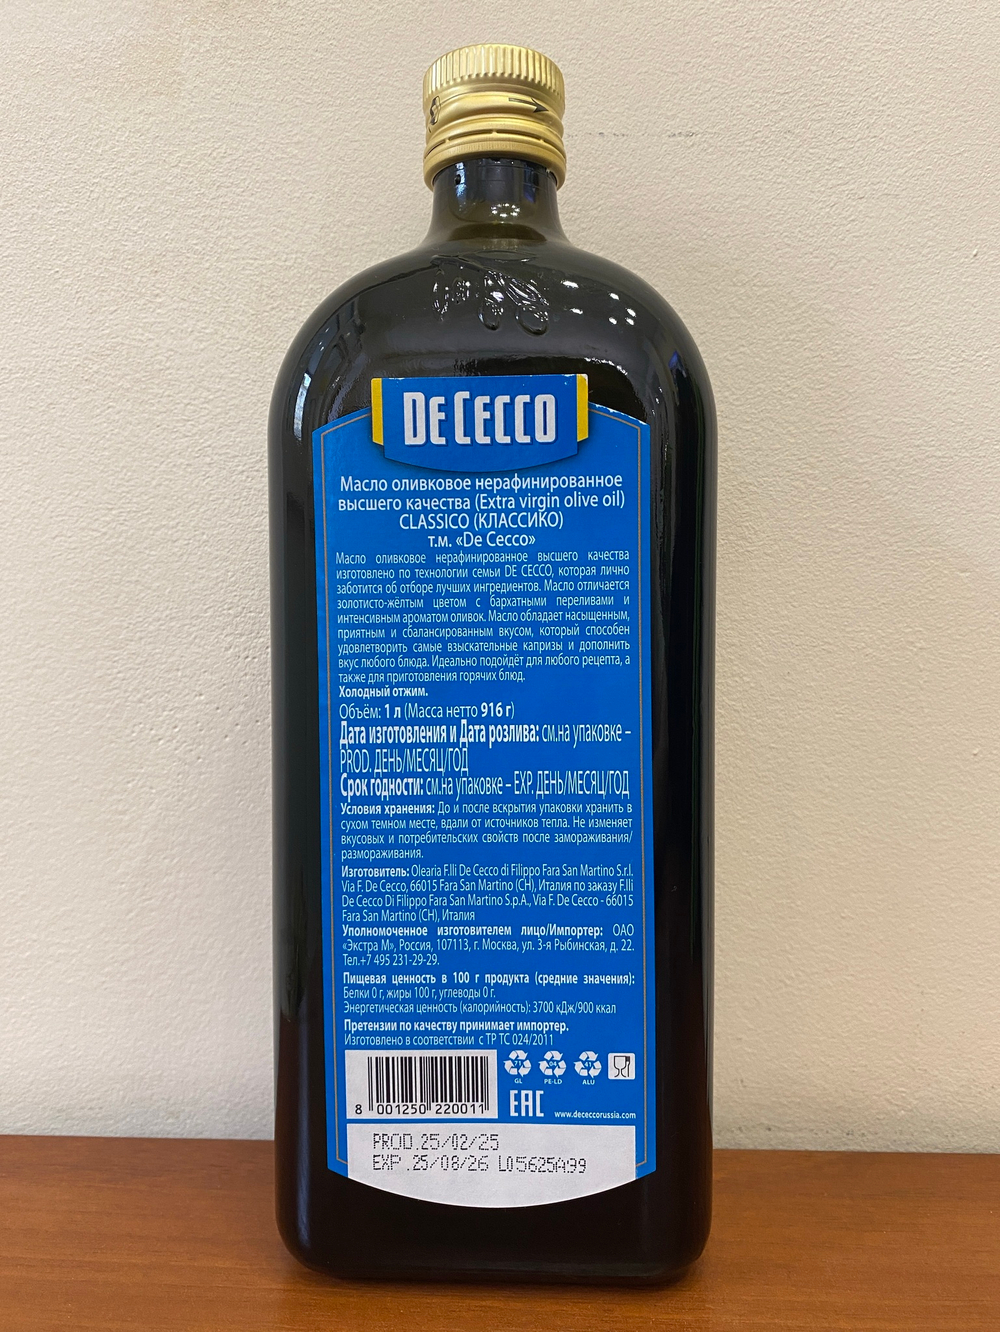 DE CECCO
Масло оливковое нерафинированное
высшего качества (Extra virgin olive oil)
CLASSICO (КЛАССИКО)
т.м. «De Cecco»
Масло оливковое нерафинированное высшего качества
изготовлено по технологии семьи DE CECCO, которая лично
заботится об отборе лучших ингредиентов. Масло отличается
золотисто-жёлтым цветом с бархатными переливами и
интенсивным ароматом оливок. Масло обладает насыщенным,
приятным и сбалансированным вкусом, который способен
удовлетворить самые взыскательные капризы и дополнить
вкус любого блюда. Идеально подойдёт для любого рецепта, а
также для приготовления горячих блюд.
Холодный отжим.
Объём: 1 л (Масса нетто 916 г)
Дата изготовления и Дата розлива: см.на упаковке –
PROD. ДЕНЬ/МЕСЯЦ/ГОД
Срок годности: см.на упаковке – EXP. ДЕНЬ/МЕСЯЦ/ГОД
Условия хранения: До и после вскрытия упаковки хранить в
сухом темном месте, вдали от источников тепла. Не изменяет
вкусовых и потребительских свойств после замораживания/
размораживания.
Изготовитель: Olearia F.lli De Cecco di Filippo Fara San Martino S.r.l.
Via F. De Cecco, 66015 Fara San Martino (CH), Италия по заказу F.lli
De Cecco Di Filippo Fara San Martino S.p.A., Via F. De Cecco - 66015
Fara San Martino (CH), Италия
Уполномоченное изготовителем лицо/Импортер: ОАО
«Экстра М», Россия, 107113, г. Москва, ул. 3-я Рыбинская, д. 22.
Тел.+7 495 231-29-29.
Пищевая ценность в 100 г продукта (средние значения):
Белки 0 г, жиры 100 г, углеводы 0 г.
Энергетическая ценность (калорийность): 3700 кДж/900 ккал
Претензии по качеству принимает импортер.
Изготовлено в соответствии с ТР ТС 024/2011
71 04 41
GL PE-LD ALU
8 001250 220011
EAC www.dececcorussia.com
PROD.25/02/25
EXP.25/08/26 L05625A99